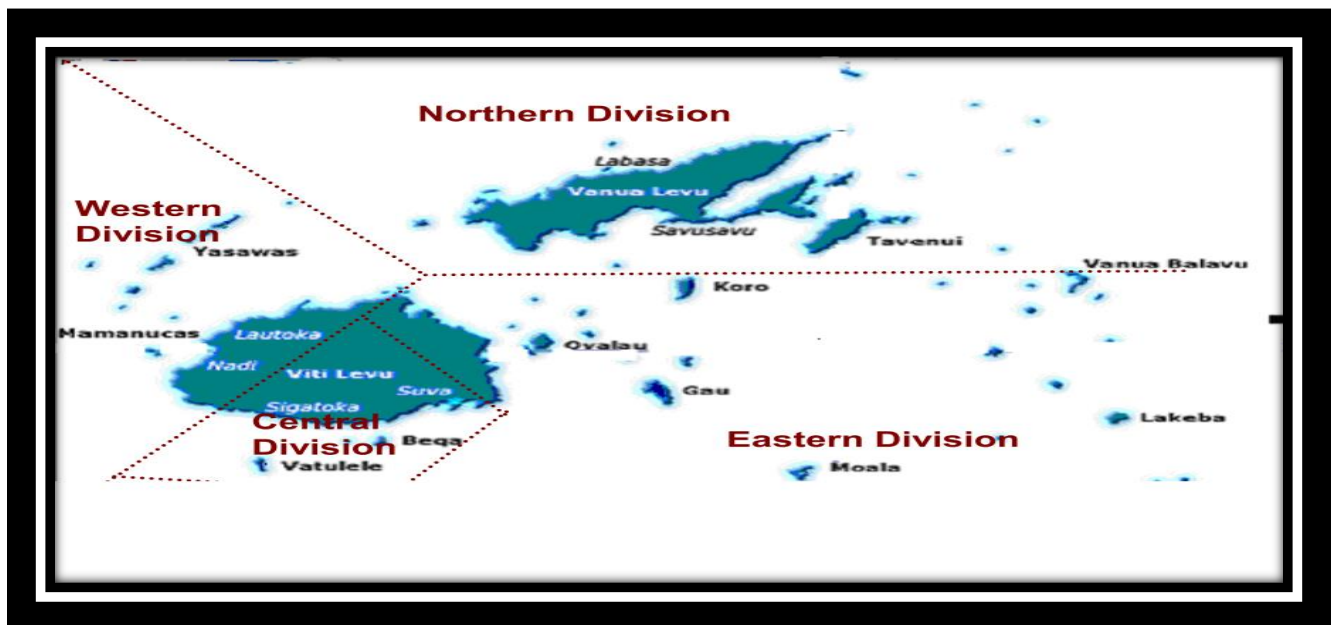 Northern Division
Labasa
Vanua Levu
Western
Division
Savusavu
Tavenui
Yasawas
Vanua Balavu
Koro
Mamanucas
Lautoka
Ovalau
Nadi
Viti Levu
Suva
Gau
Sigatoka
Central
Division
Beqa
Eastern Division
Lakeba
Vatulele
Moala